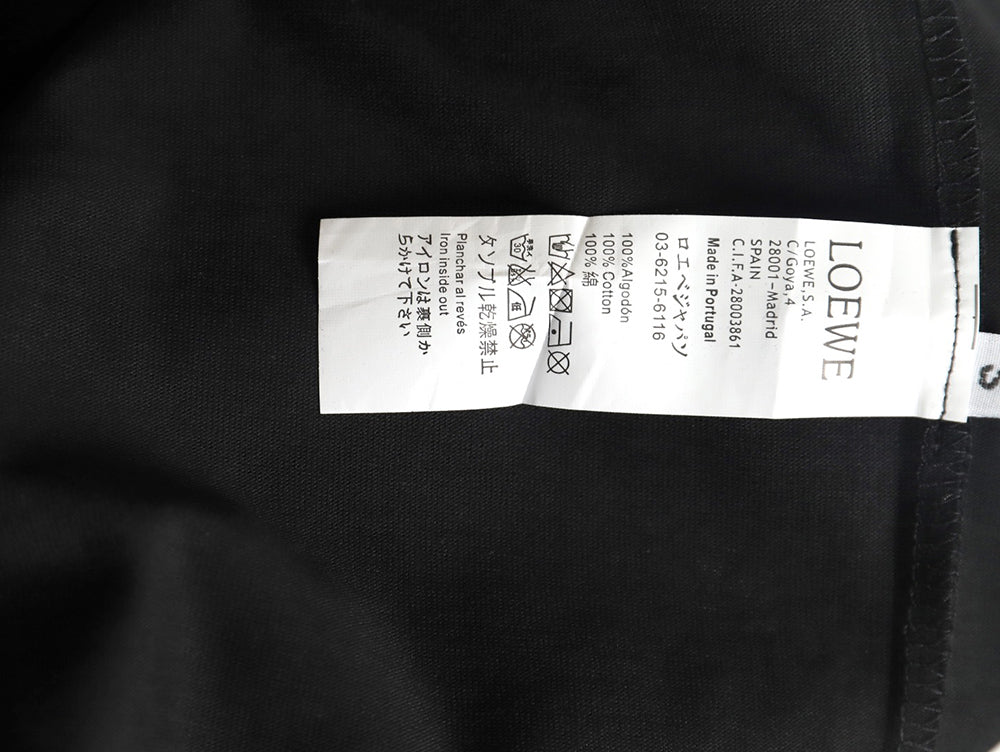 LOEWE
LOEWE,S.A.
C/Goya,4
28001-Madrid
SPAIN
C.I.F.A-28003861
Made in Portugal
ロエベジャパン
03-6215-6116
100%Algodón
100% Cotton
100% 綿
30
低
タンブル乾燥禁止
Planchar al revés
Iron inside out
アイロンは裏側か
らかけて下さい